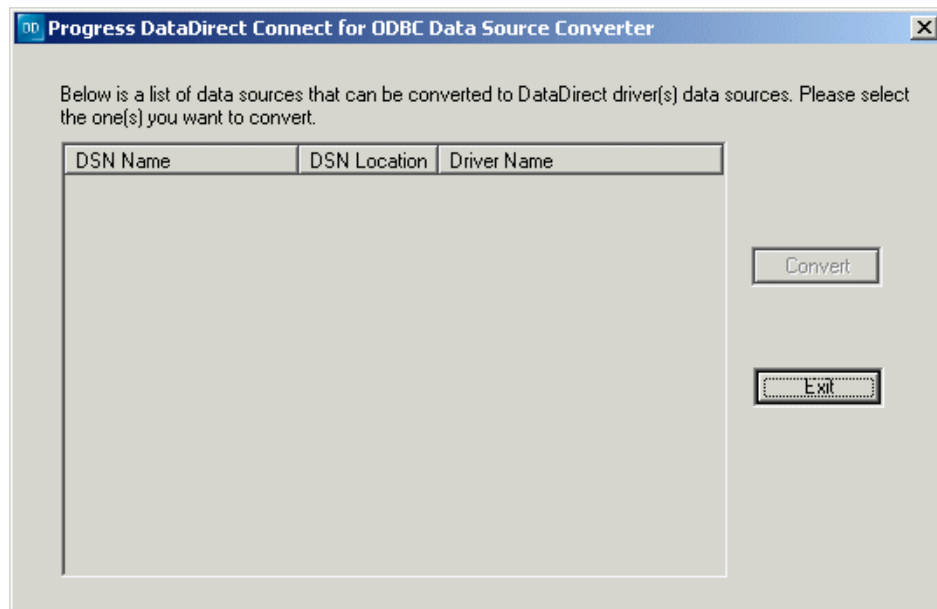 DD Progress DataDirect Connect for ODBC Data Source Converter
Below is a list of data sources that can be converted to DataDirect driver(s) data sources. Please select
the one(s) you want to convert.
DSN Name DSN Location Driver Name
Convert
Exit